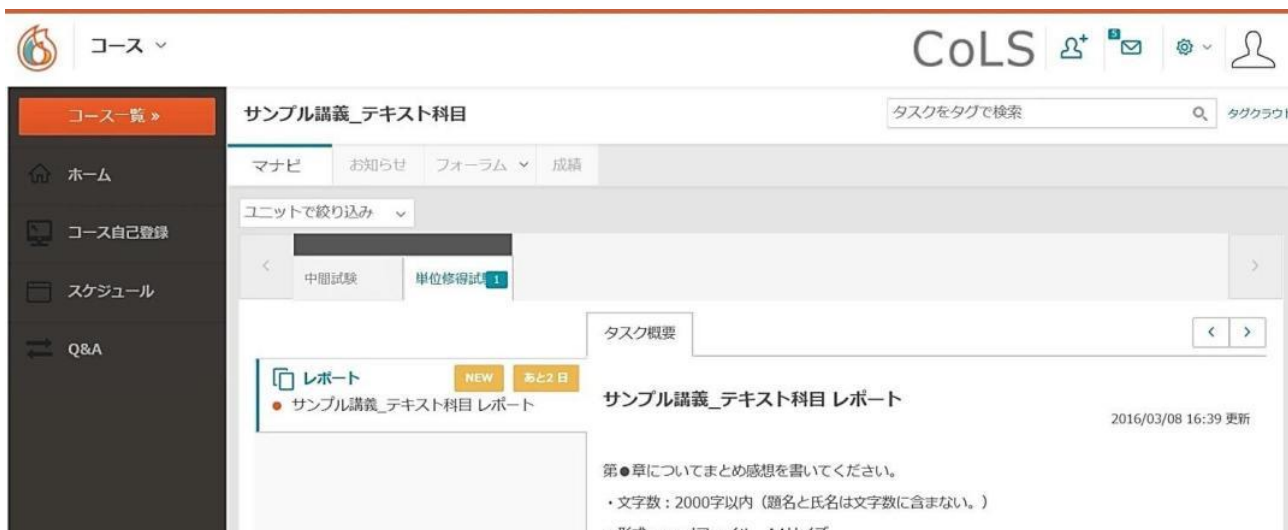 コース
CoLS
5
コース一覧 »
サンプル講義_テキスト科目
タスクをタグで検索
タグクラウド
ホーム
マナビ
お知らせ
フォーラム
成績
ユニットで絞り込み
コース自己登録
中間試験
単位修得試
1
スケジュール
タスク概要
Q&A
レポート
NEW
あと2日
サンプル講義_テキスト科目 レポート
サンプル講義_テキスト科目 レポート
2016/03/08 16:39 更新
第●章についてまとめ感想を書いてください。
・文字数：2000字以内（題名と氏名は文字数に含まない。）